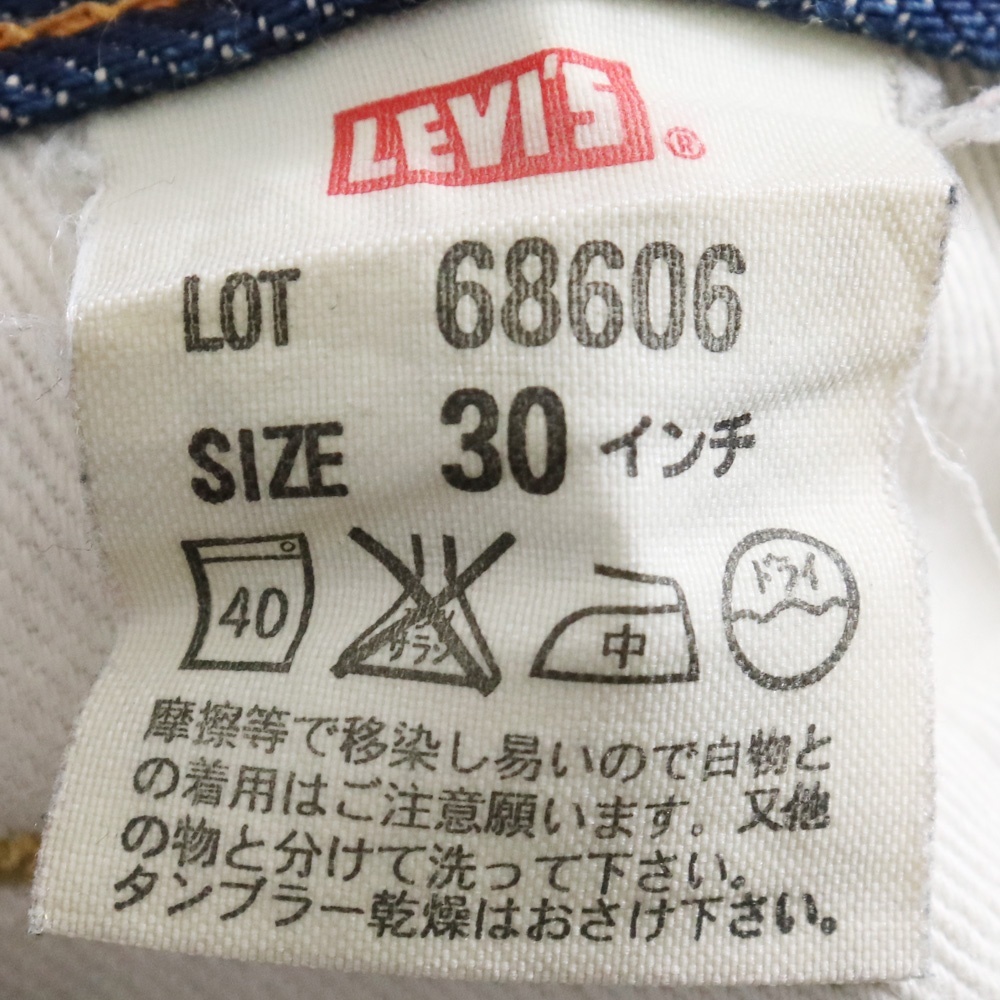 LEVI'S ®
LOT 68606
SIZE 30 インチ
40 サラシ 中 ドライ
摩擦等で移染し易いので白物と
の着用はご注意願います。又他
の物と分けて洗って下さい。
タンブラー乾燥はおさけ下さい。